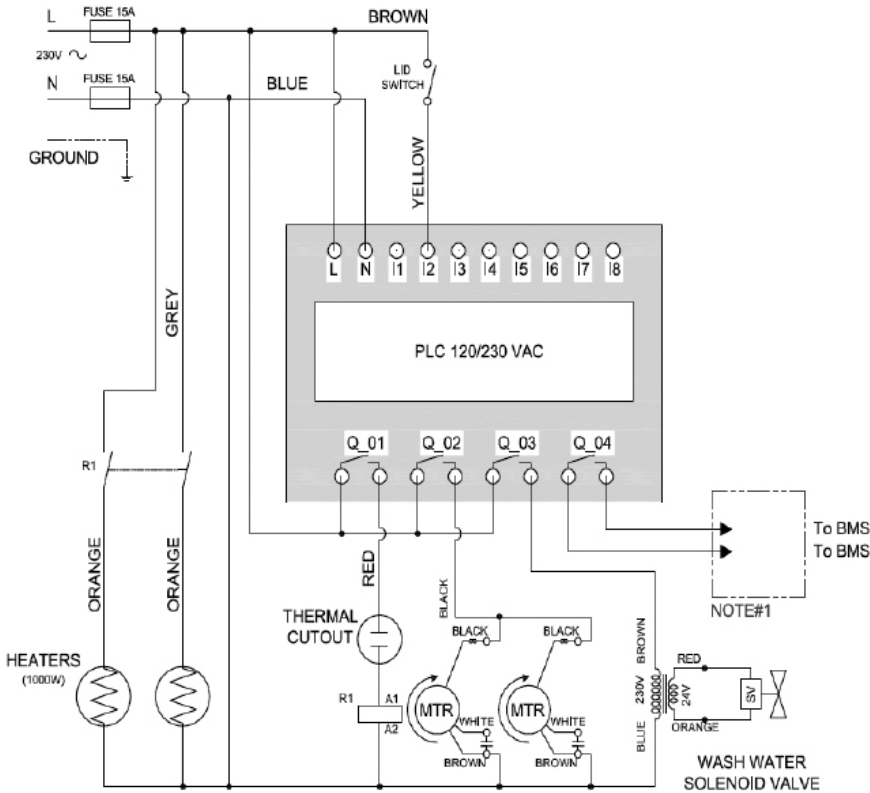 L
FUSE 15A
BROWN
230V
LID
SWITCH
N
FUSE 15A
BLUE
GROUND
YELLOW
L N I1 I2 I3 I4 I5 I6 I7 I8
GREY
PLC 120/230 VAC
Q_01 Q_02 Q_03 Q_04
R1
To BMS
To BMS
NOTE#1
ORANGE
ORANGE
RED
BLACK
THERMAL
CUTOUT
BLACK
BLACK
BROWN
RED
HEATERS
(1000W)
R1
A1
A2
MTR
MTR
230V
24V
SV
WHITE
WHITE
ORANGE
BLUE
BROWN
BROWN
WASH WATER
SOLENOID VALVE